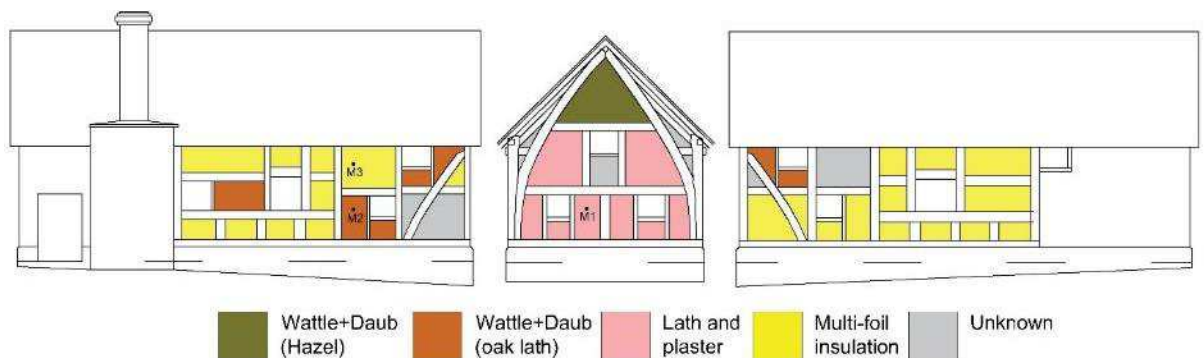 M3
M2
M1
Wattle+Daub
(Hazel)
Wattle+Daub
(oak lath)
Lath and
plaster
Multi-foil
insulation
Unknown